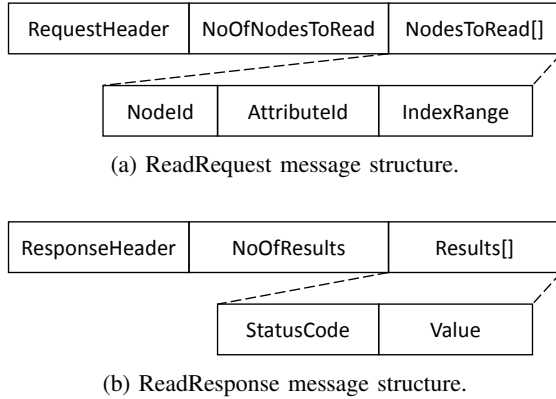 RequestHeader NoOfNodesToRead NodesToRead[]
NodeId AttributeId IndexRange
(a) ReadRequest message structure.
ResponseHeader NoOfResults Results[]
StatusCode Value
(b) ReadResponse message structure.